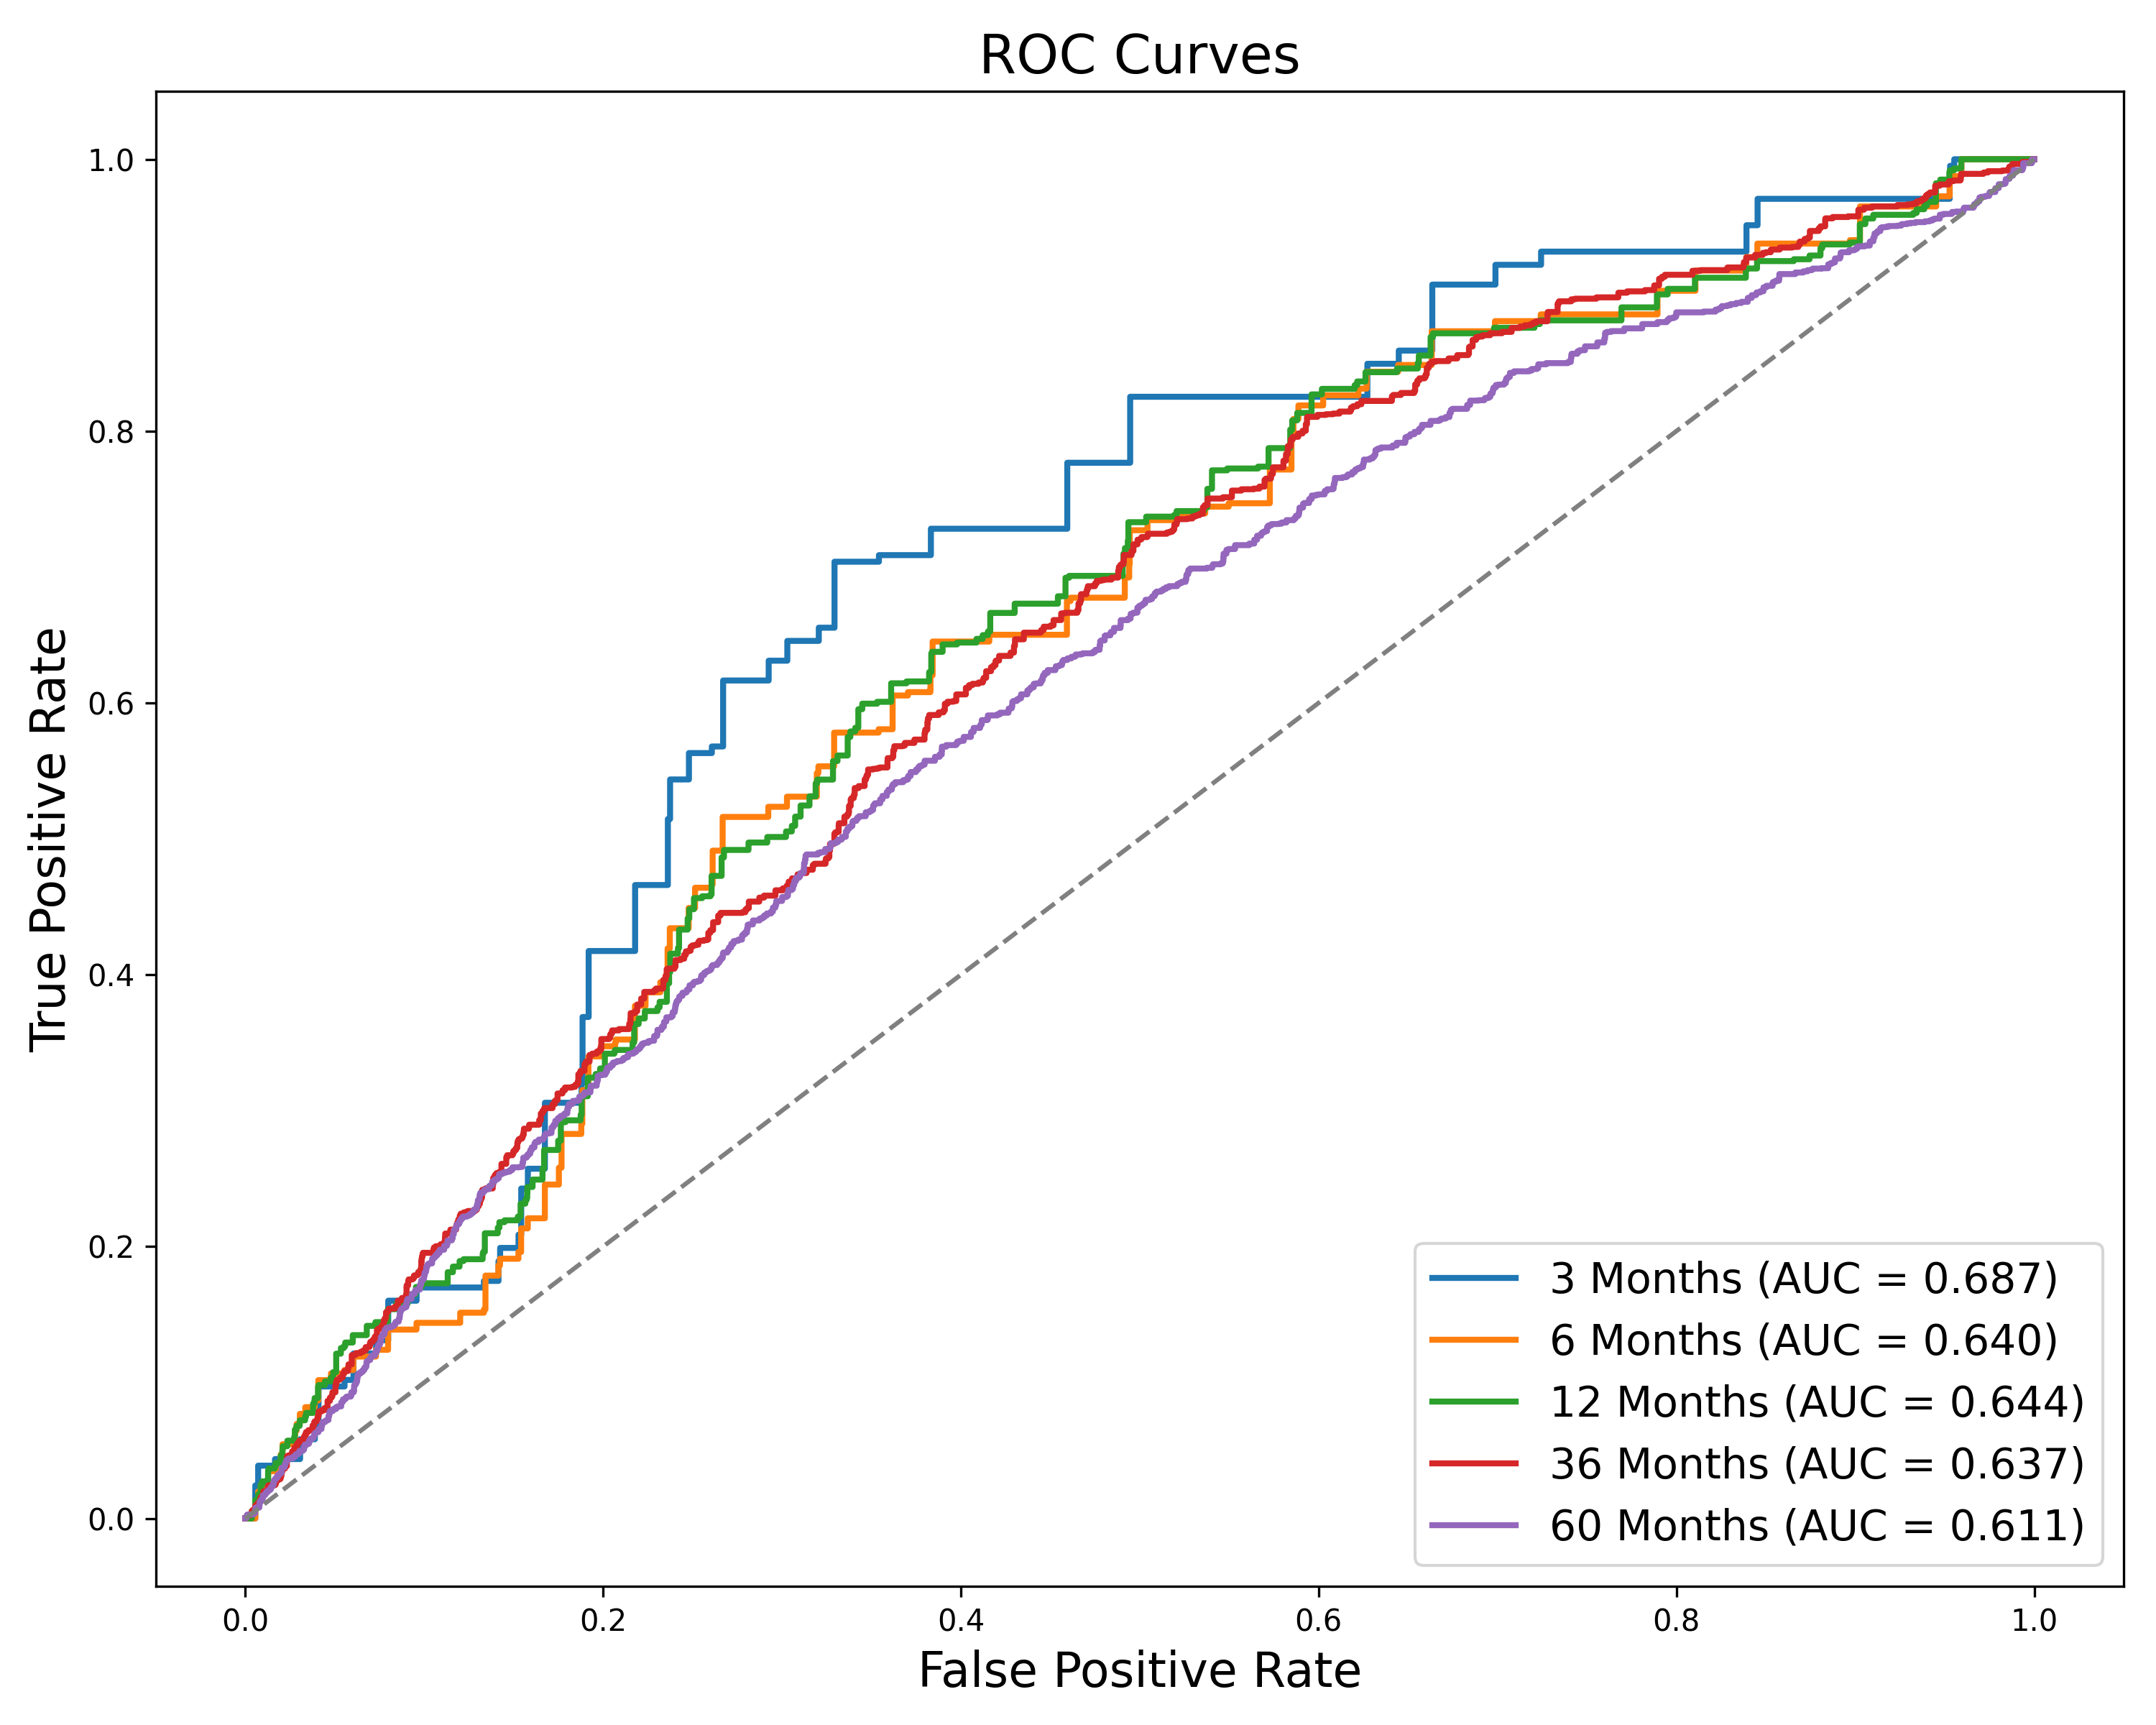 ROC Curves
True Positive Rate
1.0
0.8
0.6
0.4
0.2
0.0
0.0 0.2 0.4 0.6 0.8 1.0
False Positive Rate
3 Months (AUC = 0.687)
6 Months (AUC = 0.640)
12 Months (AUC = 0.644)
36 Months (AUC = 0.637)
60 Months (AUC = 0.611)